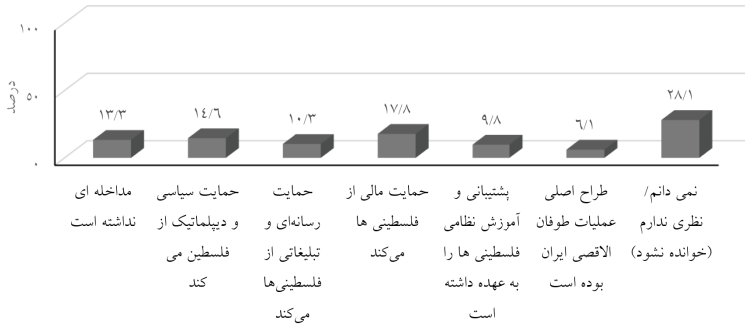 ۱۰۰
۵۰
۰
درصد
۱۳/۳
۱٤/٦
۱۰/۳
۱۷/۸
۹/۸
٦/۱
۲۸/۱
مداخله ای
نداشته است
حمایت سیاسی
و دیپلماتیک از
فلسطین می
کند
حمایت
رسانه‌ای و
تبلیغاتی از
فلسطینی‌ها
می‌کند
حمایت مالی از
فلسطینی ها
می‌کند
پشتیبانی و
آموزش نظامی
فلسطینی ها را
به عهده داشته
است
طراح اصلی
عملیات طوفان
الاقصی ایران
بوده است
نمی دانم/
نظری ندارم
(خوانده نشود)